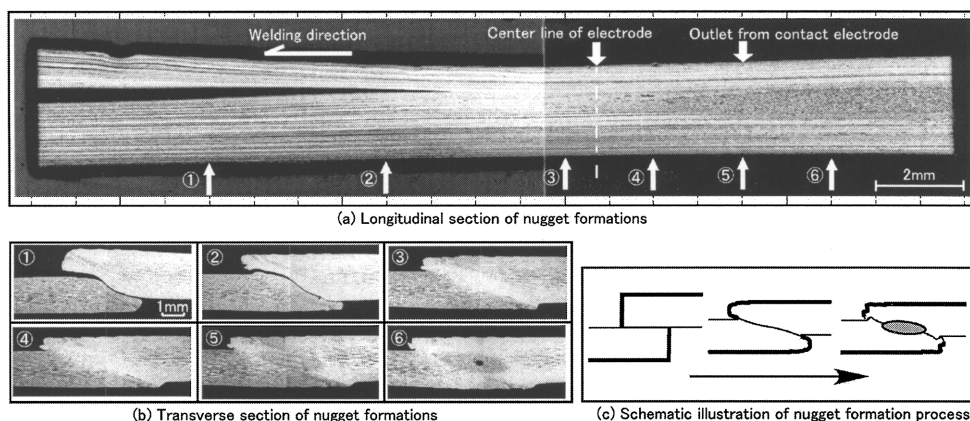 Welding direction
Center line of electrode
Outlet from contact electrode
① ② ③ ④ ⑤ ⑥
2mm
(a) Longitudinal section of nugget formations
① ② ③
1mm
④ ⑤ ⑥
(b) Transverse section of nugget formations
(c) Schematic illustration of nugget formation process